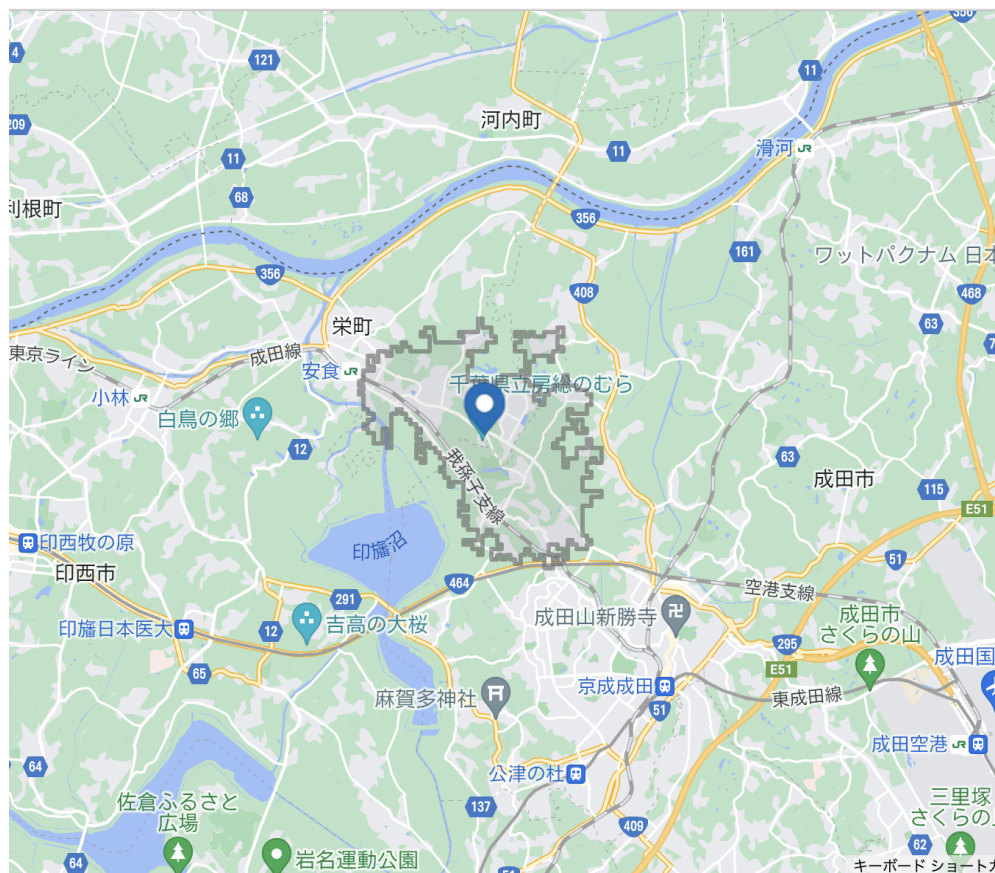 356
4
121
11
河内町
209
11
11
滑河
JR
68
利根町
356
161
ワットパクナム 日本
356
408
468
63
栄町
成田線
東京ライン
安食
JR
千葉県立房総のむら
小林
JR
白鳥の郷
12
我孫子支線
63
成田市
115
E51
印旛沼
印西牧の原
51
印西市
464
空港支線
291
成田山新勝寺
卍
成田市
さくらの山
吉高の大桜
印旛日本医大
12
295
E51
成田国
65
麻賀多神社
京成成田
東成田線
51
成田空港
JR
64
公津の杜
佐倉ふるさと
広場
137
三里塚
さくらの
409
62
64
岩名運動公園
51
キーボード ショートカ